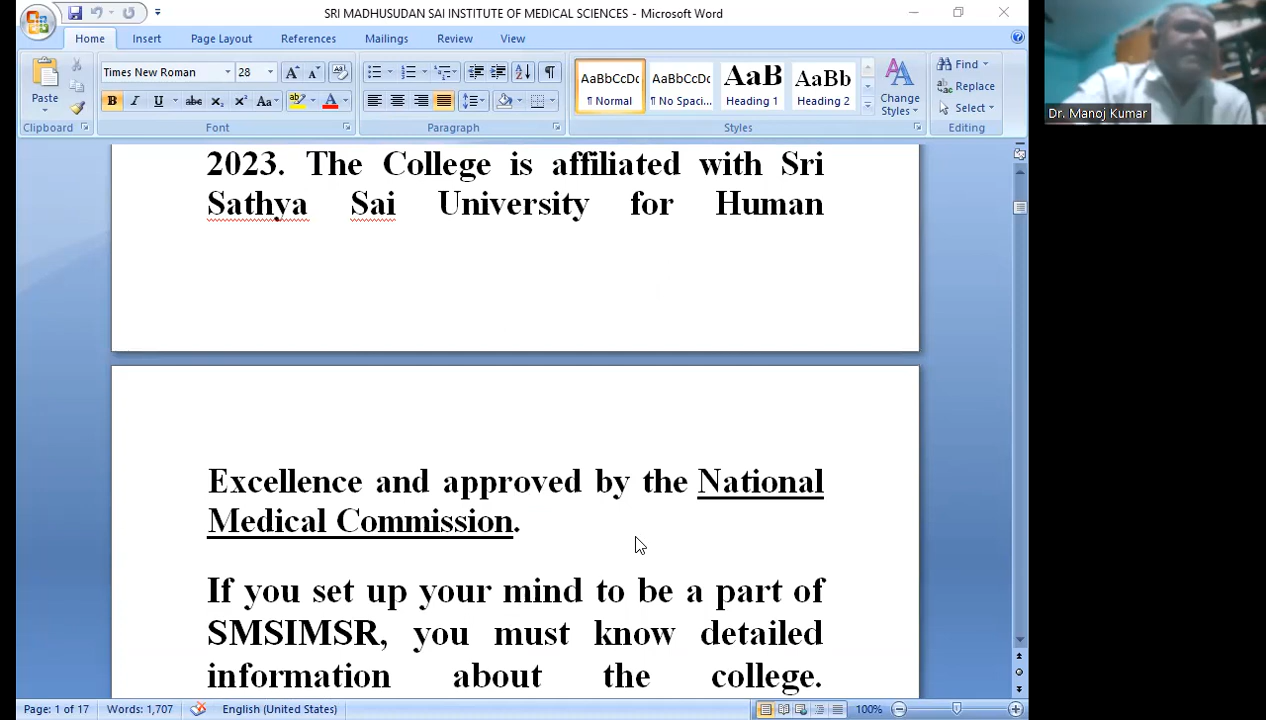 SRI MADHUSUDAN SAI INSTITUTE OF MEDICAL SCIENCES - Microsoft Word
Home Insert Page Layout References Mailings Review View
Times New Roman 28
Paste
B I U abc x₂ x² Aa
AaBbCcDc AaBbCcDc AaB AaBb
¶ Normal ¶ No Spaci... Heading 1 Heading 2
Change Styles
Find
Replace
Select
Clipboard Font Paragraph Styles Editing
Dr. Manoj Kumar
2023. The College is affiliated with Sri
Sathya Sai University for Human
Excellence and approved by the National
Medical Commission.
If you set up your mind to be a part of
SMSIMSR, you must know detailed
information about the college.
Page: 1 of 17 Words: 1,707 English (United States) 100%